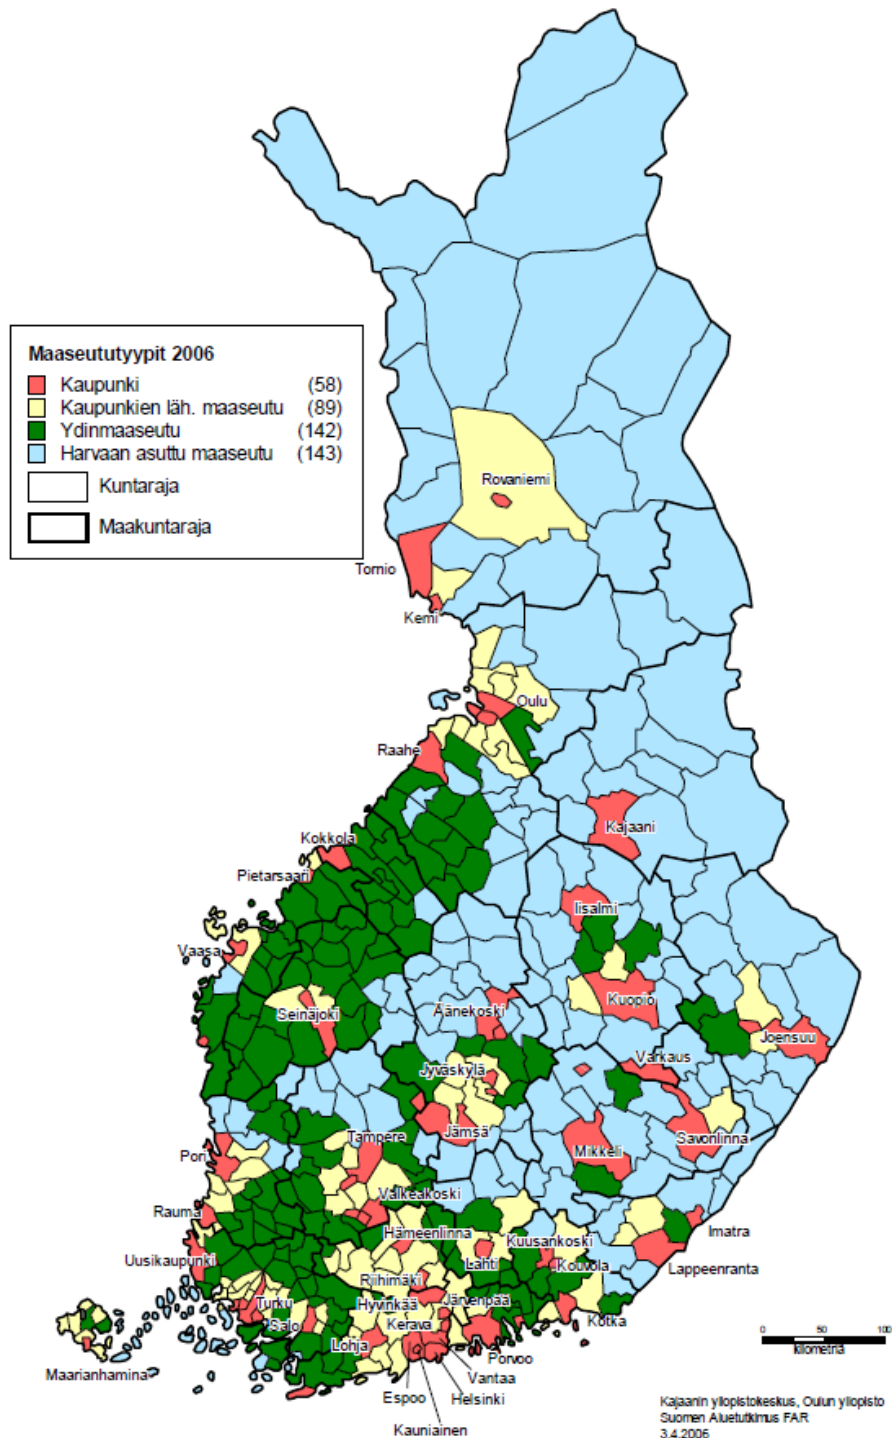 Maaseututyypit 2006
Kaupunki (58)
Kaupunkien läh. maaseutu (89)
Ydinmaaseutu (142)
Harvaan asuttu maaseutu (143)
Kuntaraja
Maakuntaraja
Rovaniemi
Tornio
Kemi
Oulu
Raahe
Kajaani
Kokkola
Pietarsaari
Iisalmi
Vaasa
Kuopio
Äänekoski
Seinäjoki
Joensuu
Varkaus
Jyväskylä
Jämsä
Savonlinna
Tampere
Mikkeli
Pori
Valkeakoski
Rauma
Hämeenlinna
Imatra
Kuusankoski
Uusikaupunki
Lahti
Kouvola
Lappeenranta
Riihimäki
Turku
Hyvinkää
Järvenpää
Salo
Kerava
Kotka
Lohja
Porvoo
Maarianhamina
Vantaa
Espoo
Helsinki
Kauniainen
0 50 100
kilometriä
Kajaanin yliopistokeskus, Oulun yliopisto
Suomen Aluetutkimus FAR
3.4.2006